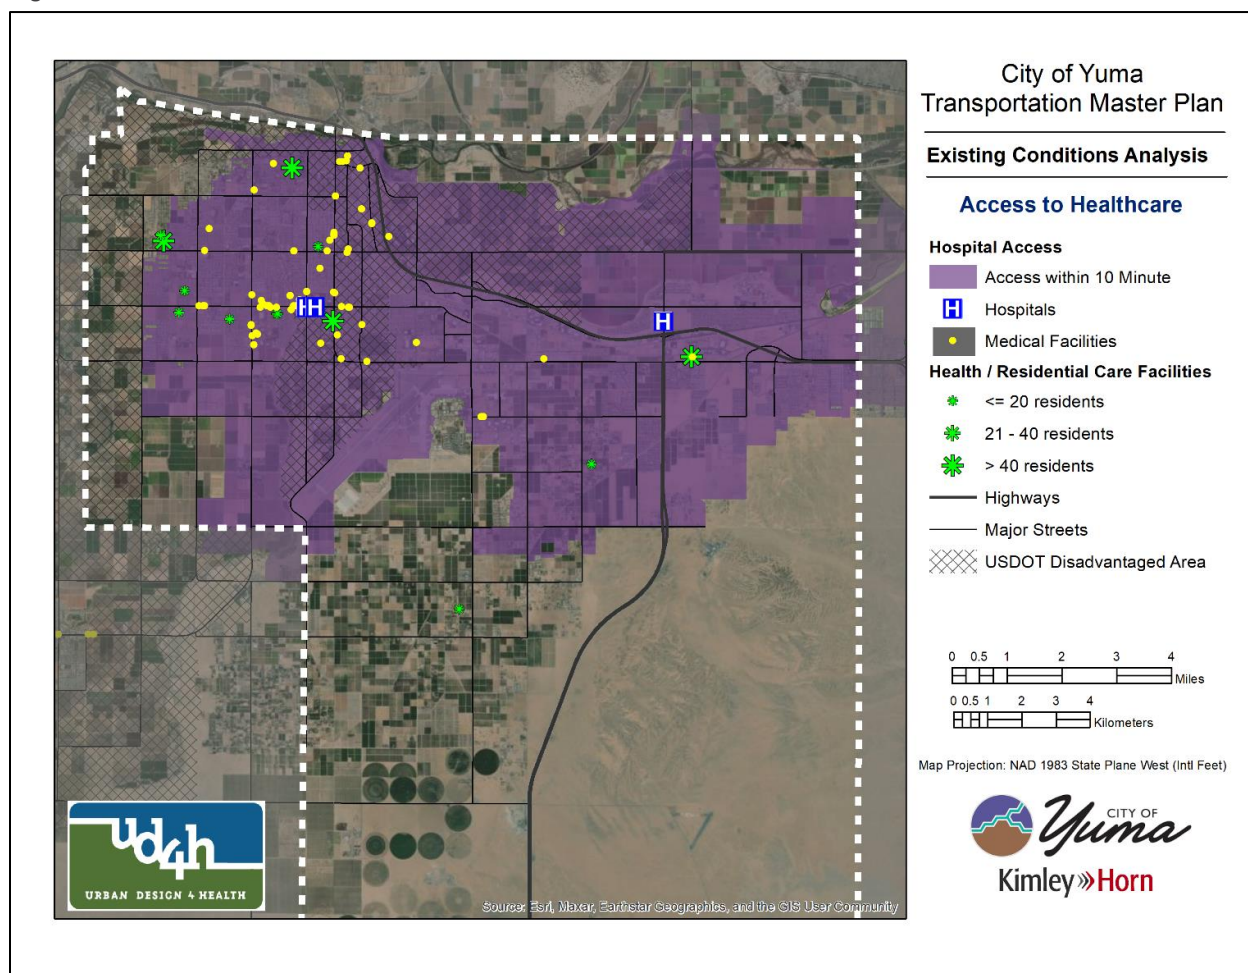 City of Yuma
Transportation Master Plan
Existing Conditions Analysis
Access to Healthcare
Hospital Access
Access within 10 Minute
H Hospitals
Medical Facilities
Health / Residential Care Facilities
<= 20 residents
21 - 40 residents
> 40 residents
Highways
Major Streets
USDOT Disadvantaged Area
H H
H
0 0.5 1 2 3 4
Miles
0 0.5 1 2 3 4
Kilometers
Map Projection: NAD 1983 State Plane West (Intl Feet)
CITY OF
Yuma
Kimley»Horn
ud4h
URBAN DESIGN 4 HEALTH
Source: Esri, Maxar, Earthstar Geographics, and the GIS User Community